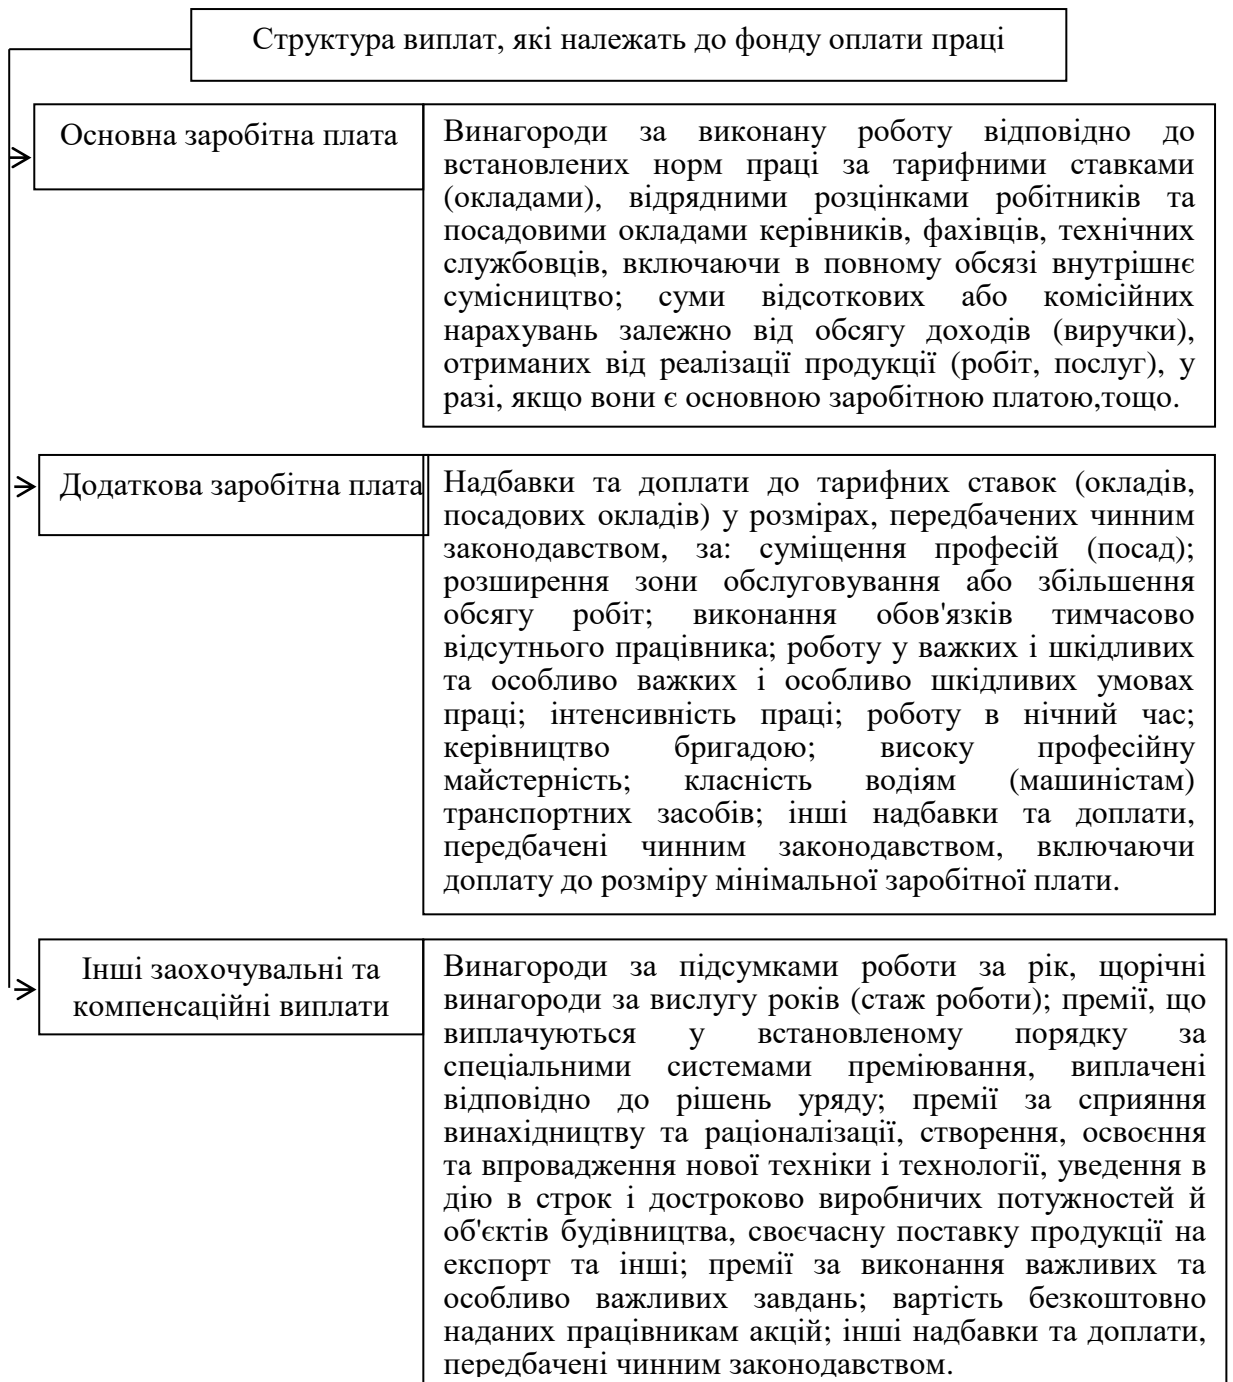 Структура виплат, які належать до фонду оплати праці
Основна заробітна плата
Винагороди за виконану роботу відповідно до
встановлених норм праці за тарифними ставками
(окладами), відрядними розцінками робітників та
посадовими окладами керівників, фахівців, технічних
службовців, включаючи в повному обсязі внутрішнє
сумісництво; суми відсоткових або комісійних
нарахувань залежно від обсягу доходів (виручки),
отриманих від реалізації продукції (робіт, послуг), у
разі, якщо вони є основною заробітною платою,тощо.
Додаткова заробітна плата
Надбавки та доплати до тарифних ставок (окладів,
посадових окладів) у розмірах, передбачених чинним
законодавством, за: суміщення професій (посад);
розширення зони обслуговування або збільшення
обсягу робіт; виконання обов'язків тимчасово
відсутнього працівника; роботу у важких і шкідливих
та особливо важких і особливо шкідливих умовах
праці; інтенсивність праці; роботу в нічний час;
керівництво бригадою; високу професійну
майстерність; класність водіям (машиністам)
транспортних засобів; інші надбавки та доплати,
передбачені чинним законодавством, включаючи
доплату до розміру мінімальної заробітної плати.
Інші заохочувальні та
компенсаційні виплати
Винагороди за підсумками роботи за рік, щорічні
винагороди за вислугу років (стаж роботи); премії, що
виплачуються у встановленому порядку за
спеціальними системами преміювання, виплачені
відповідно до рішень уряду; премії за сприяння
винахідництву та раціоналізації, створення, освоєння
та впровадження нової техніки і технології, уведення в
дію в строк і достроково виробничих потужностей й
об'єктів будівництва, своєчасну поставку продукції на
експорт та інші; премії за виконання важливих та
особливо важливих завдань; вартість безкоштовно
наданих працівникам акцій; інші надбавки та доплати,
передбачені чинним законодавством.